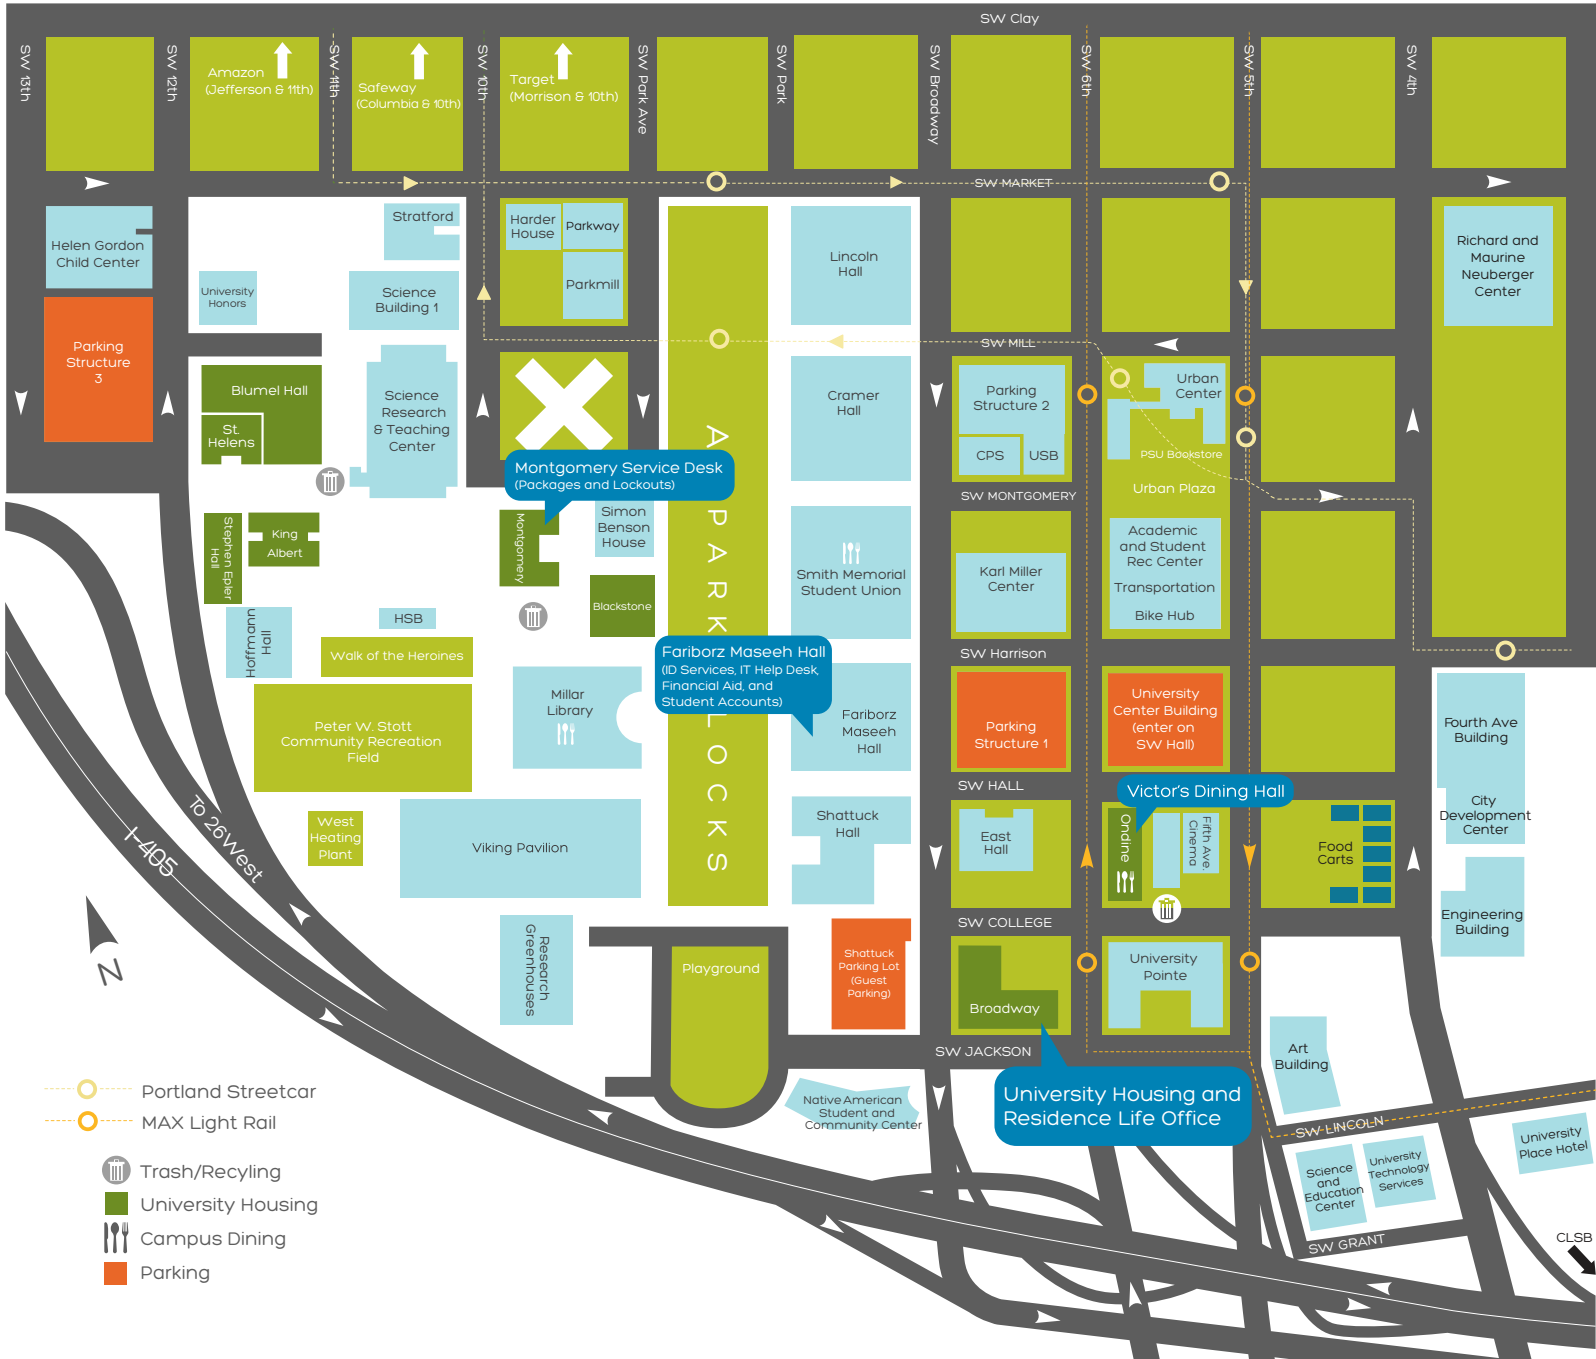 SW Clay
SW 13th
SW 12th
SW 11th
SW 10th
SW Park Ave
SW Park
SW Broadway
SW 6th
SW 5th
SW 4th
Amazon
(Jefferson & 11th)
Safeway
(Columbia & 10th)
Target
(Morrison & 10th)
SW MARKET
Helen Gordon
Child Center
Stratford
Harder
House
Parkway
Parkmill
Lincoln
Hall
Richard and
Maurine
Neuberger
Center
University
Honors
Science
Building 1
Parking
Structure
3
SW MILL
Blumel Hall
St.
Helens
Science
Research
& Teaching
Center
Cramer
Hall
Parking
Structure 2
CPS
USB
Urban
Center
PSU Bookstore
Urban Plaza
SW MONTGOMERY
Montgomery Service Desk
(Packages and Lockouts)
A PARK BLOCKS
Stephen Epler
Hall
King
Albert
Montgomery
Simon
Benson
House
Blackstone
Smith Memorial
Student Union
Karl Miller
Center
Academic
and Student
Rec Center
Transportation
Bike Hub
Hoffmann
Hall
HSB
Walk of the Heroines
SW Harrison
Fariborz Maseeh Hall
(ID Services, IT Help Desk,
Financial Aid, and
Student Accounts)
Peter W. Stott
Community Recreation
Field
Millar
Library
Fariborz
Maseeh
Hall
Parking
Structure 1
University
Center Building
(enter on
SW Hall)
Fourth Ave
Building
SW HALL
Victor's Dining Hall
West
Heating
Plant
Viking Pavilion
Shattuck
Hall
East
Hall
Ondine
Fifth Ave.
Cinema
Food
Carts
City
Development
Center
To 26 West
I-405
N
SW COLLEGE
Engineering
Building
Research
Greenhouses
Playground
Shattuck
Parking Lot
(Guest
Parking)
Broadway
University
Pointe
SW JACKSON
Art
Building
University Housing and
Residence Life Office
Native American
Student and
Community Center
SW LINCOLN
University
Place Hotel
Science
and
Education
Center
University
Technology
Services
SW GRANT
CLSB
Portland Streetcar
MAX Light Rail
Trash/Recyling
University Housing
Campus Dining
Parking